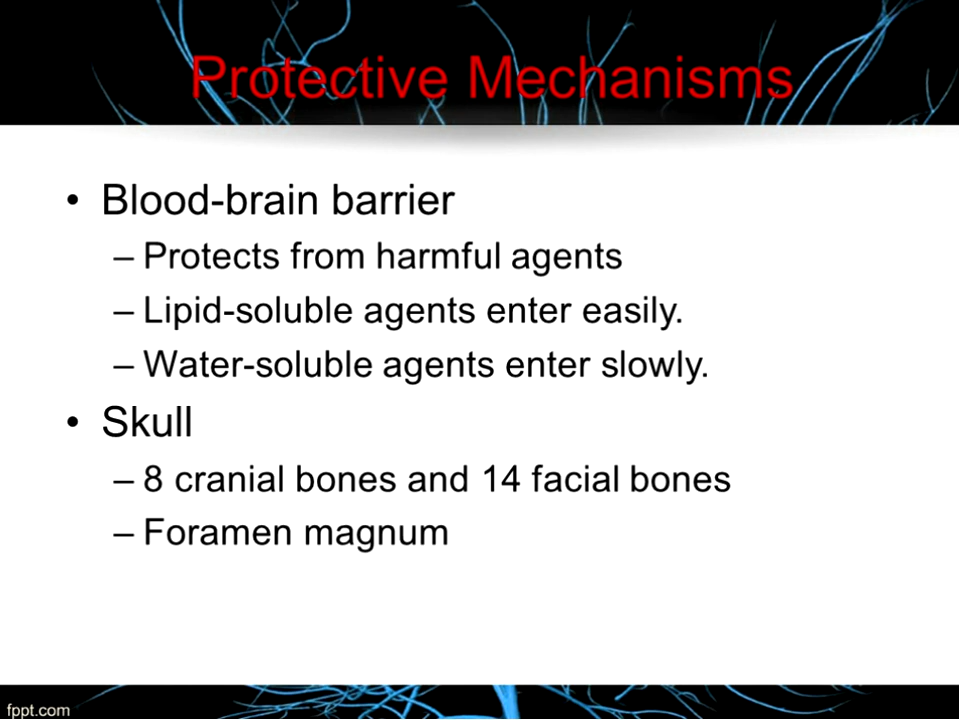 Protective Mechanisms
• Blood-brain barrier
– Protects from harmful agents
– Lipid-soluble agents enter easily.
– Water-soluble agents enter slowly.
• Skull
– 8 cranial bones and 14 facial bones
– Foramen magnum
fppt.com